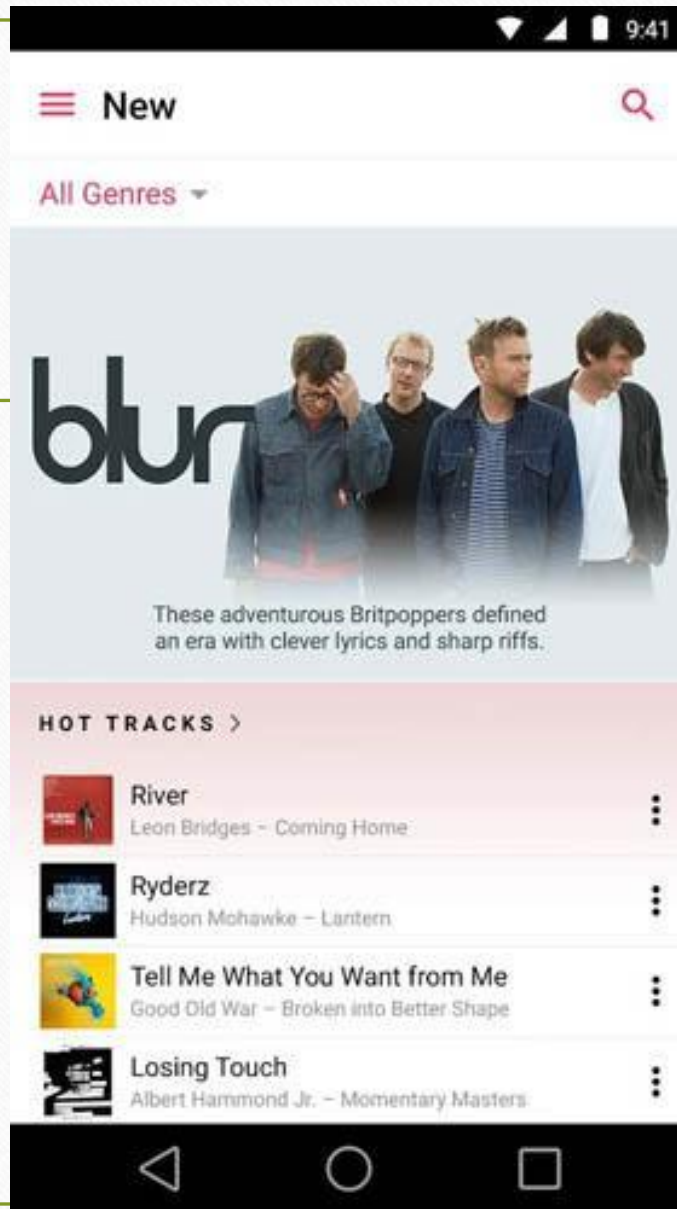 9:41
New
All Genres
blur
These adventurous Britpoppers defined
an era with clever lyrics and sharp riffs.
HOT TRACKS >
River
Leon Bridges – Coming Home
Ryderz
Hudson Mohawke – Lantern
Tell Me What You Want from Me
Good Old War – Broken into Better Shape
Losing Touch
Albert Hammond Jr. – Momentary Masters